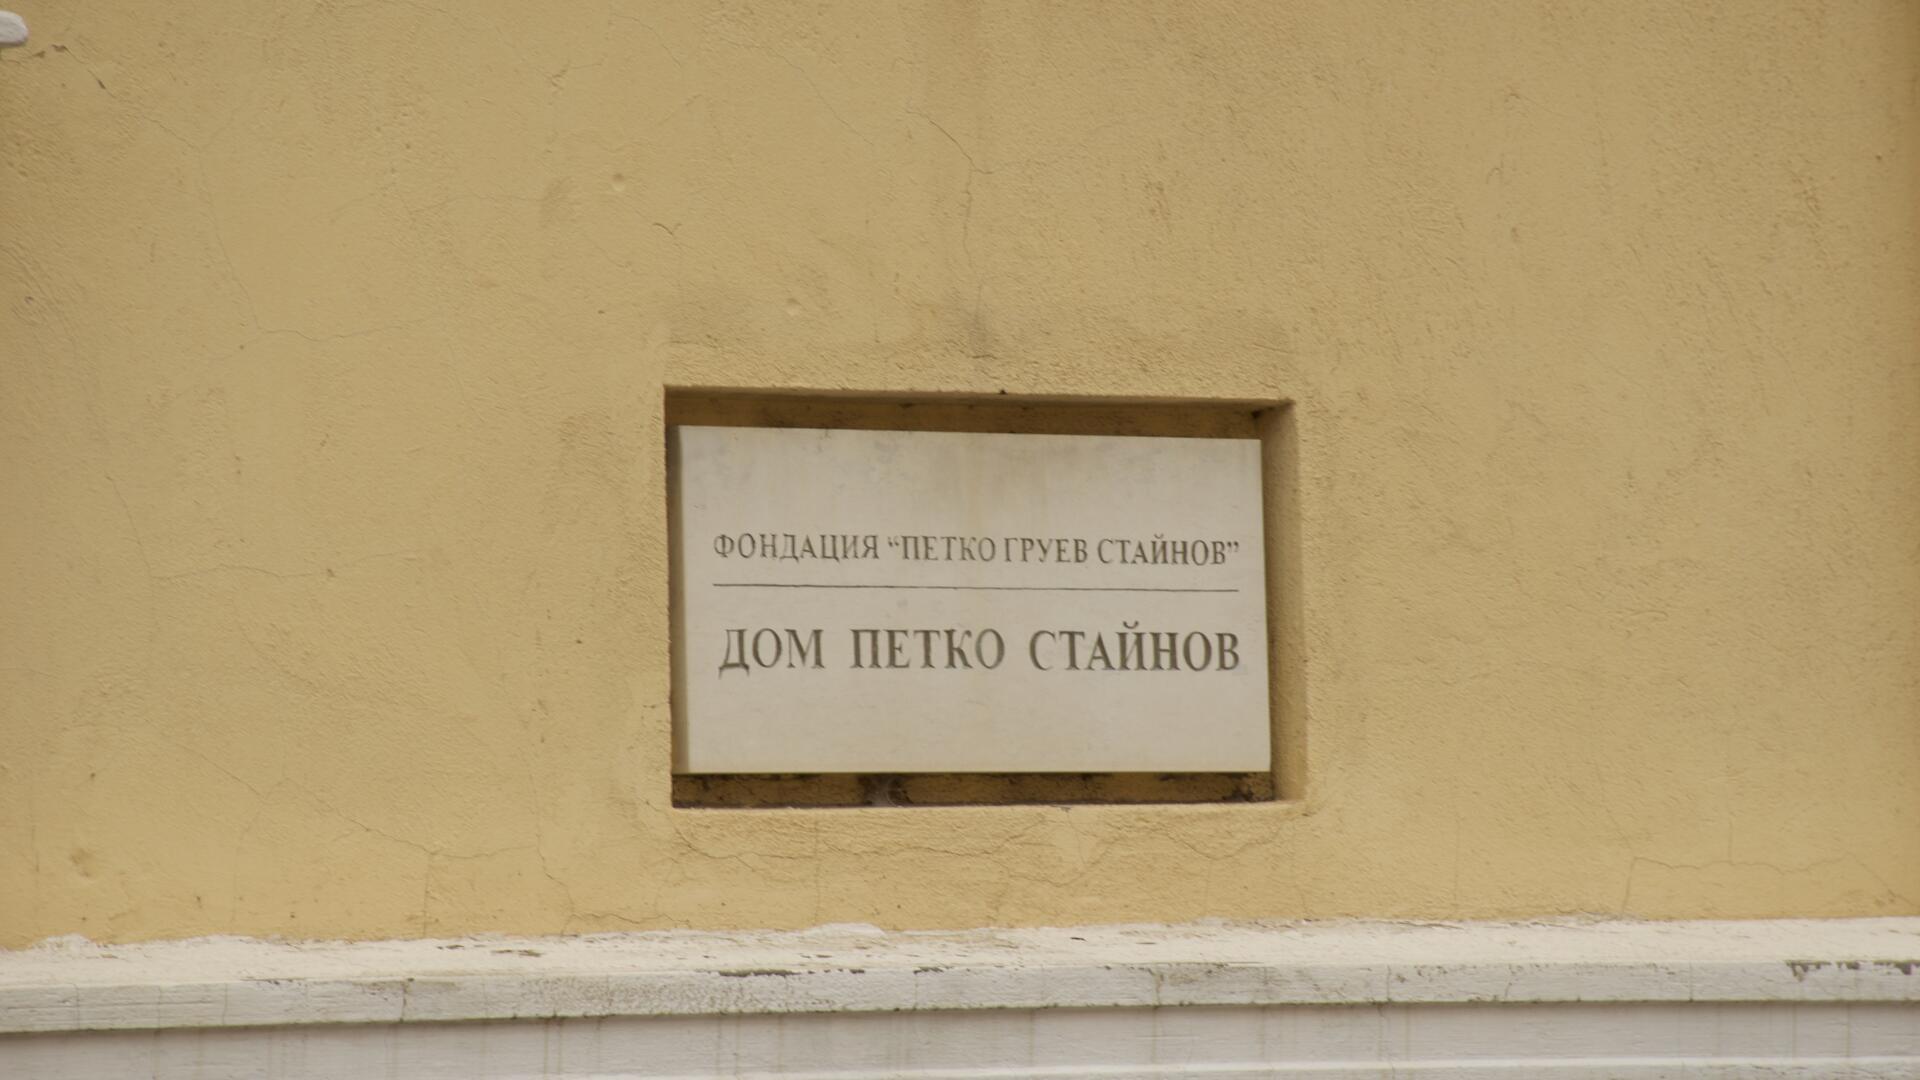 ФОНДАЦИЯ “ПЕТКО ГРУЕВ СТАЙНОВ”
ДОМ ПЕТКО СТАЙНОВ